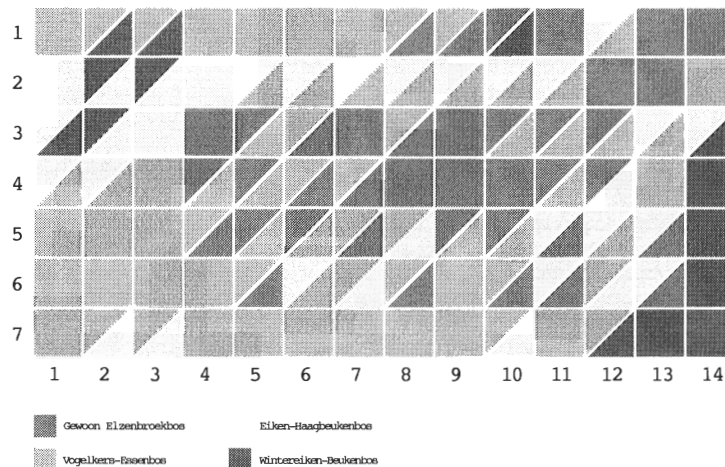 1
2
3
4
5
6
7
1 2 3 4 5 6 7 8 9 10 11 12 13 14
Gewoon Elzenbroekbos Eiken-Haagbeukenbos
Vogelkers-Essenbos Wintereiken-Beukenbos